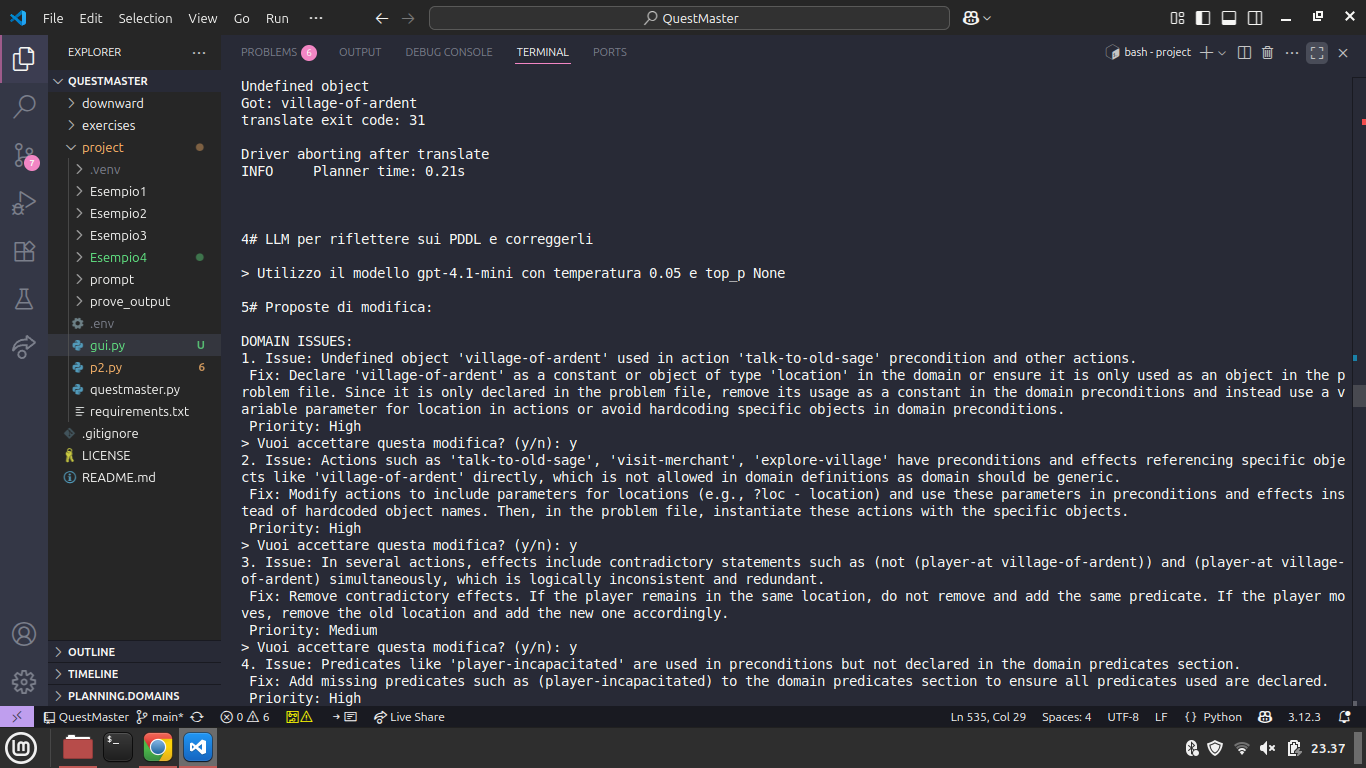 File Edit Selection View Go Run ··· QuestMaster
EXPLORER ···
QUESTMASTER
downward
exercises
project
.venv
Esempio1
Esempio2
Esempio3
Esempio4
prompt
prove_output
.env
gui.py U
p2.py 6
questmaster.py
requirements.txt
.gitignore
LICENSE
README.md
OUTLINE
TIMELINE
PLANNING.DOMAINS
7
PROBLEMS 6 OUTPUT DEBUG CONSOLE TERMINAL PORTS bash - project ···
Undefined object
Got: village-of-ardent
translate exit code: 31
Driver aborting after translate
INFO Planner time: 0.21s
4# LLM per riflettere sui PDDL e correggerli
> Utilizzo il modello gpt-4.1-mini con temperatura 0.05 e top_p None
5# Proposte di modifica:
DOMAIN ISSUES:
1. Issue: Undefined object 'village-of-ardent' used in action 'talk-to-old-sage' precondition and other actions.
Fix: Declare 'village-of-ardent' as a constant or object of type 'location' in the domain or ensure it is only used as an object in the p
roblem file. Since it is only declared in the problem file, remove its usage as a constant in the domain preconditions and instead use a v
ariable parameter for location in actions or avoid hardcoding specific objects in domain preconditions.
Priority: High
> Vuoi accettare questa modifica? (y/n): y
2. Issue: Actions such as 'talk-to-old-sage', 'visit-merchant', 'explore-village' have preconditions and effects referencing specific obje
cts like 'village-of-ardent' directly, which is not allowed in domain definitions as domain should be generic.
Fix: Modify actions to include parameters for locations (e.g., ?loc - location) and use these parameters in preconditions and effects ins
tead of hardcoded object names. Then, in the problem file, instantiate these actions with the specific objects.
Priority: High
> Vuoi accettare questa modifica? (y/n): y
3. Issue: In several actions, effects include contradictory statements such as (not (player-at village-of-ardent)) and (player-at village-
of-ardent) simultaneously, which is logically inconsistent and redundant.
Fix: Remove contradictory effects. If the player remains in the same location, do not remove and add the same predicate. If the player mo
ves, remove the old location and add the new one accordingly.
Priority: Medium
> Vuoi accettare questa modifica? (y/n): y
4. Issue: Predicates like 'player-incapacitated' are used in preconditions but not declared in the domain predicates section.
Fix: Add missing predicates such as (player-incapacitated) to the domain predicates section to ensure all predicates used are declared.
Priority: High
QuestMaster main* 0 6 Live Share Ln 535, Col 29 Spaces: 4 UTF-8 LF {} Python 3.12.3
$_ 23.37